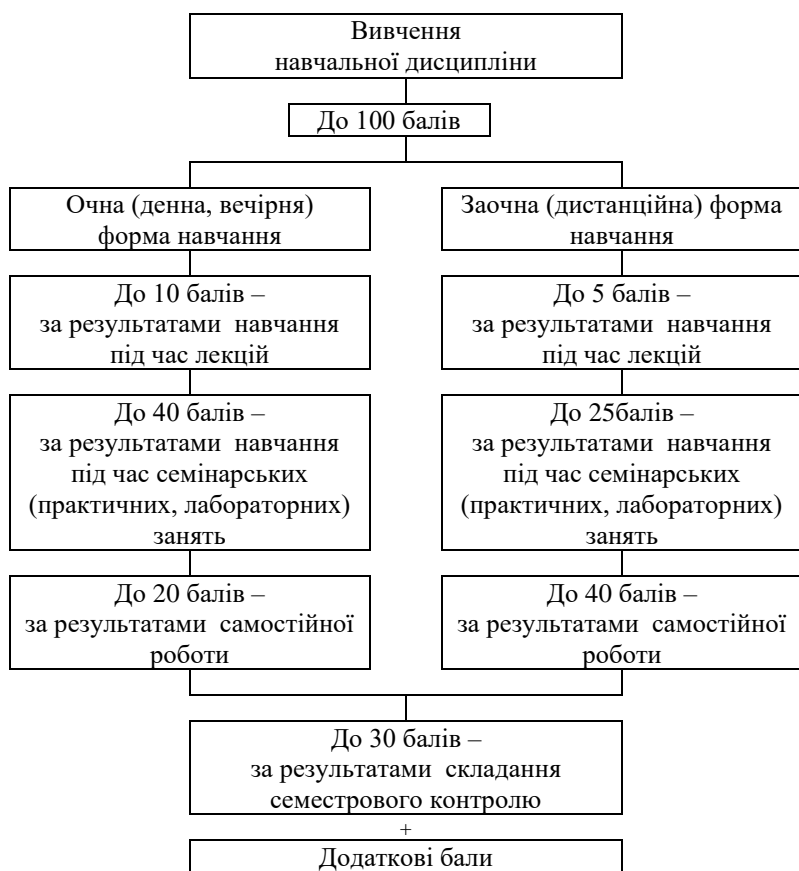 Вивчення
навчальної дисципліни
До 100 балів
Очна (денна, вечірня)
форма навчання
До 10 балів –
за результатами навчання
під час лекцій
До 40 балів –
за результатами навчання
під час семінарських
(практичних, лабораторних)
занять
До 20 балів –
за результатами самостійної
роботи
Заочна (дистанційна) форма
навчання
До 5 балів –
за результатами навчання
під час лекцій
До 25балів –
за результатами навчання
під час семінарських
(практичних, лабораторних)
занять
До 40 балів –
за результатами самостійної
роботи
До 30 балів –
за результатами складання
семестрового контролю
+
Додаткові бали